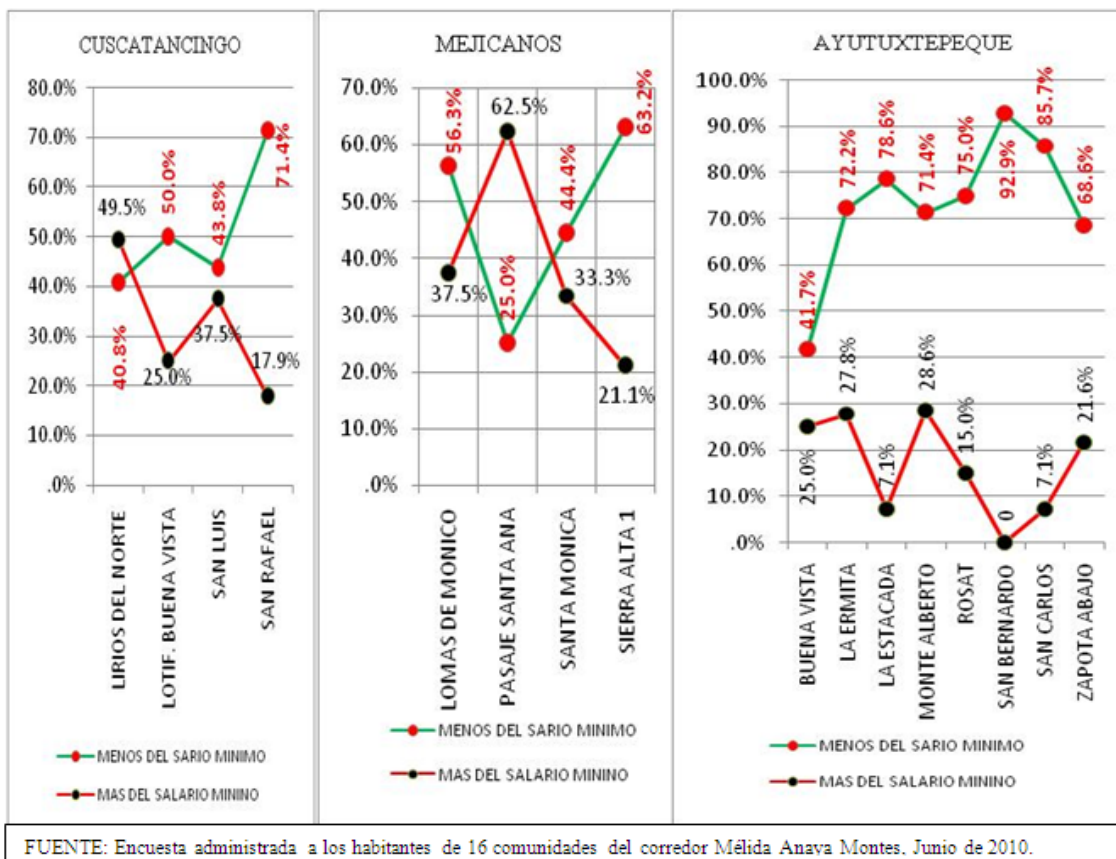 CUSCATANCINGO
80.0%
70.0%
60.0%
50.0%
40.0%
30.0%
20.0%
10.0%
.0%
49.5%
25.0%
37.5%
17.9%
40.8%
50.0%
43.8%
71.4%
LIRIOS DEL NORTE
LOTIF. BUENA VISTA
SAN LUIS
SAN RAFAEL
MENOS DEL SARIO MINIMO
MAS DEL SALARIO MININO
MEJICANOS
70.0%
60.0%
50.0%
40.0%
30.0%
20.0%
10.0%
.0%
56.3%
25.0%
44.4%
63.2%
37.5%
62.5%
33.3%
21.1%
LOMAS DE MONICO
PASAJE SANTA ANA
SANTA MONICA
SIERRA ALTA 1
MENOS DEL SARIO MINIMO
MAS DEL SALARIO MININO
AYUTUXTEPEQUE
100.0%
90.0%
80.0%
70.0%
60.0%
50.0%
40.0%
30.0%
20.0%
10.0%
.0%
41.7%
72.2%
78.6%
71.4%
75.0%
92.9%
85.7%
68.6%
25.0%
27.8%
7.1%
28.6%
15.0%
0
7.1%
21.6%
BUENA VISTA
LA ERMITA
LA ESTACADA
MONTE ALBERTO
ROSAT
SAN BERNARDO
SAN CARLOS
ZAPOTA ABAJO
MENOS DEL SARIO MINIMO
MAS DEL SALARIO MININO
FUENTE: Encuesta administrada a los habitantes de 16 comunidades del corredor Mélida Anaya Montes, Junio de 2010.